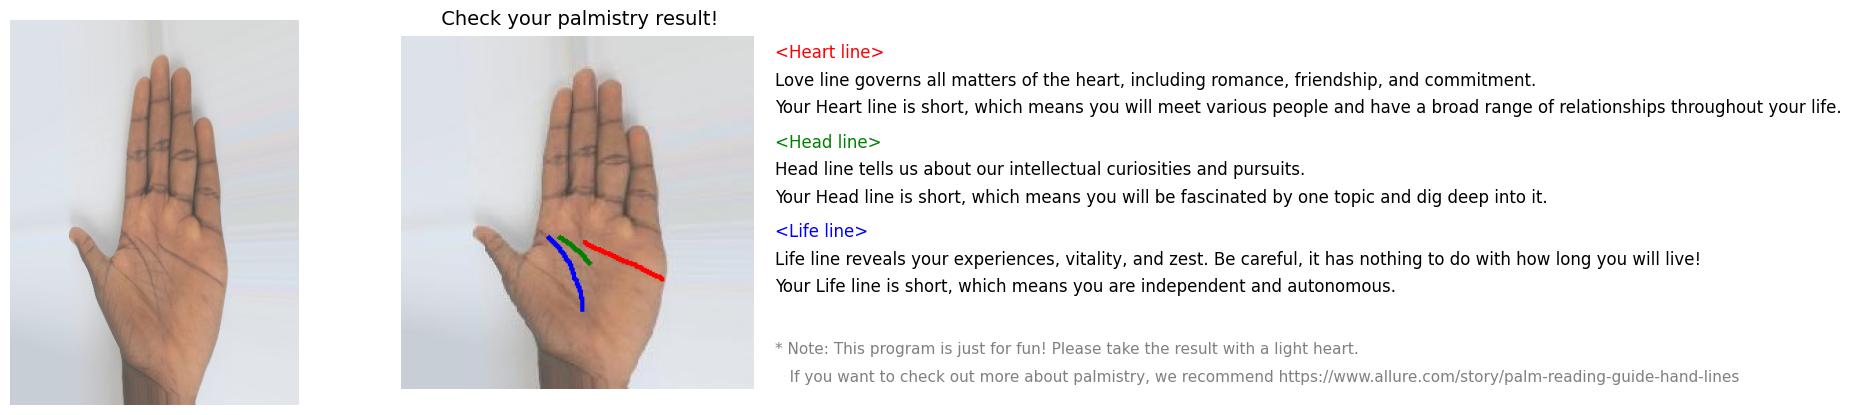 Check your palmistry result!
<Heart line>
Love line governs all matters of the heart, including romance, friendship, and commitment.
Your Heart line is short, which means you will meet various people and have a broad range of relationships throughout your life.
<Head line>
Head line tells us about our intellectual curiosities and pursuits.
Your Head line is short, which means you will be fascinated by one topic and dig deep into it.
<Life line>
Life line reveals your experiences, vitality, and zest. Be careful, it has nothing to do with how long you will live!
Your Life line is short, which means you are independent and autonomous.
* Note: This program is just for fun! Please take the result with a light heart.
If you want to check out more about palmistry, we recommend https://www.allure.com/story/palm-reading-guide-hand-lines